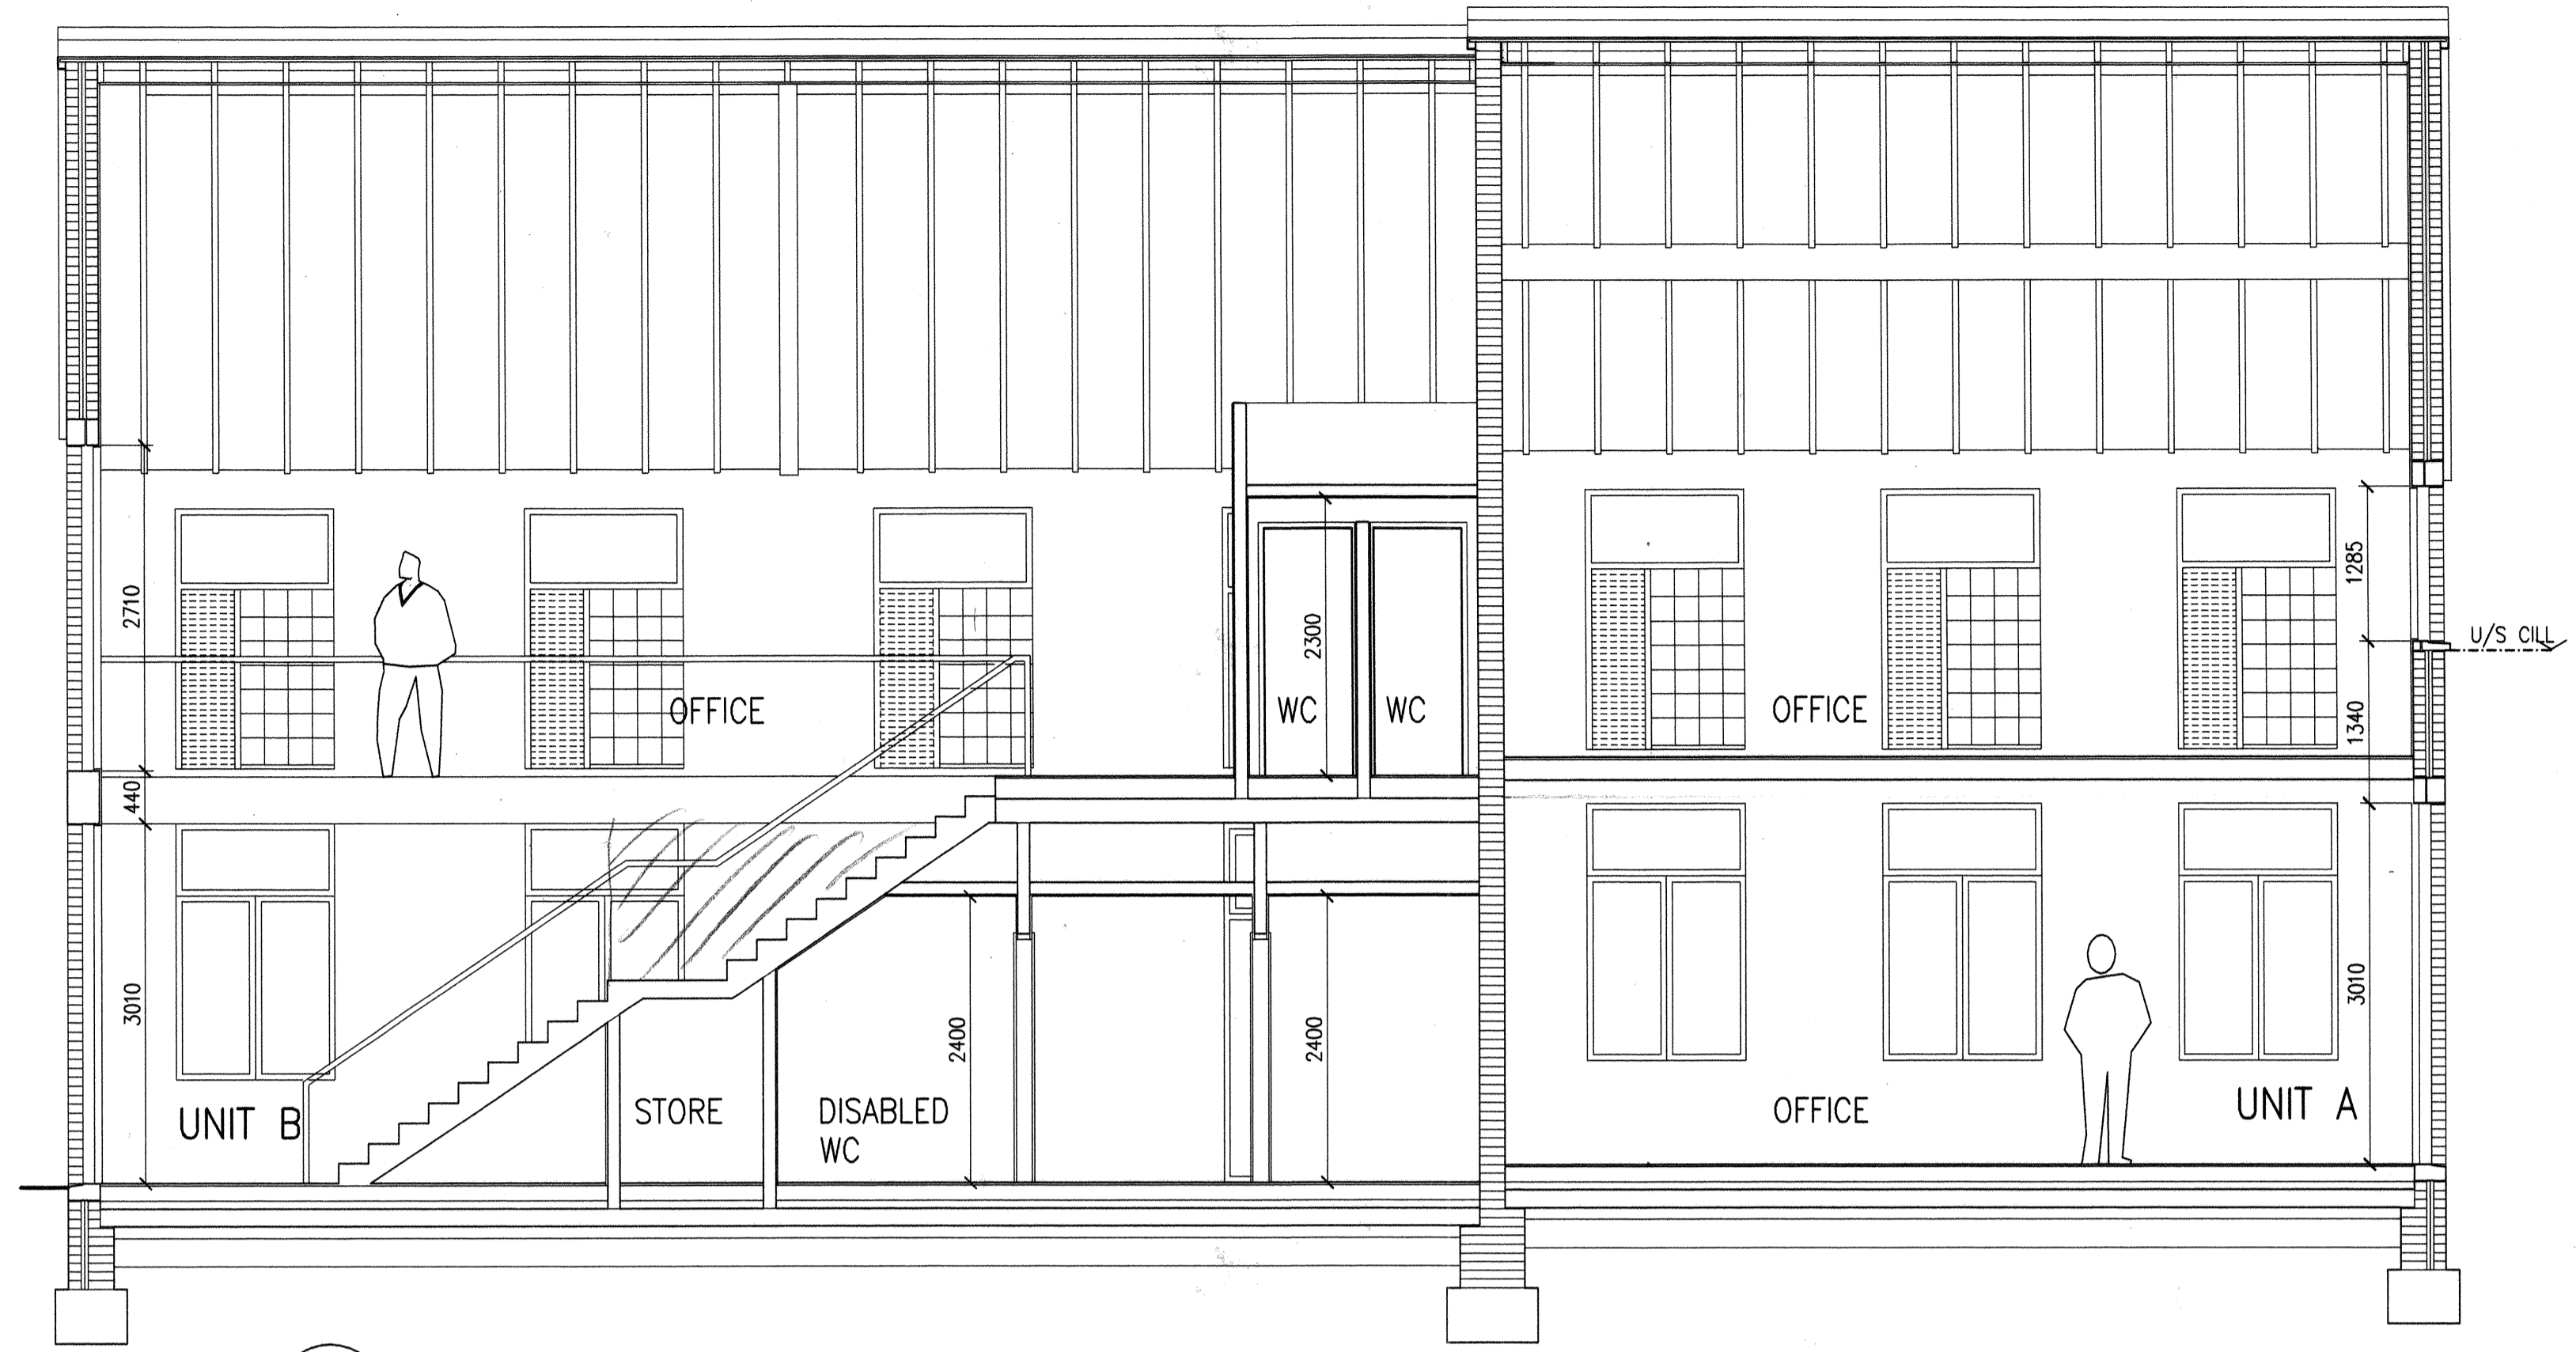 2710
440
3010
OFFICE
2300
WC
WC
OFFICE
1285
1340
U/S CILL
UNIT B
STORE
DISABLED
WC
2400
2400
OFFICE
3010
UNIT A